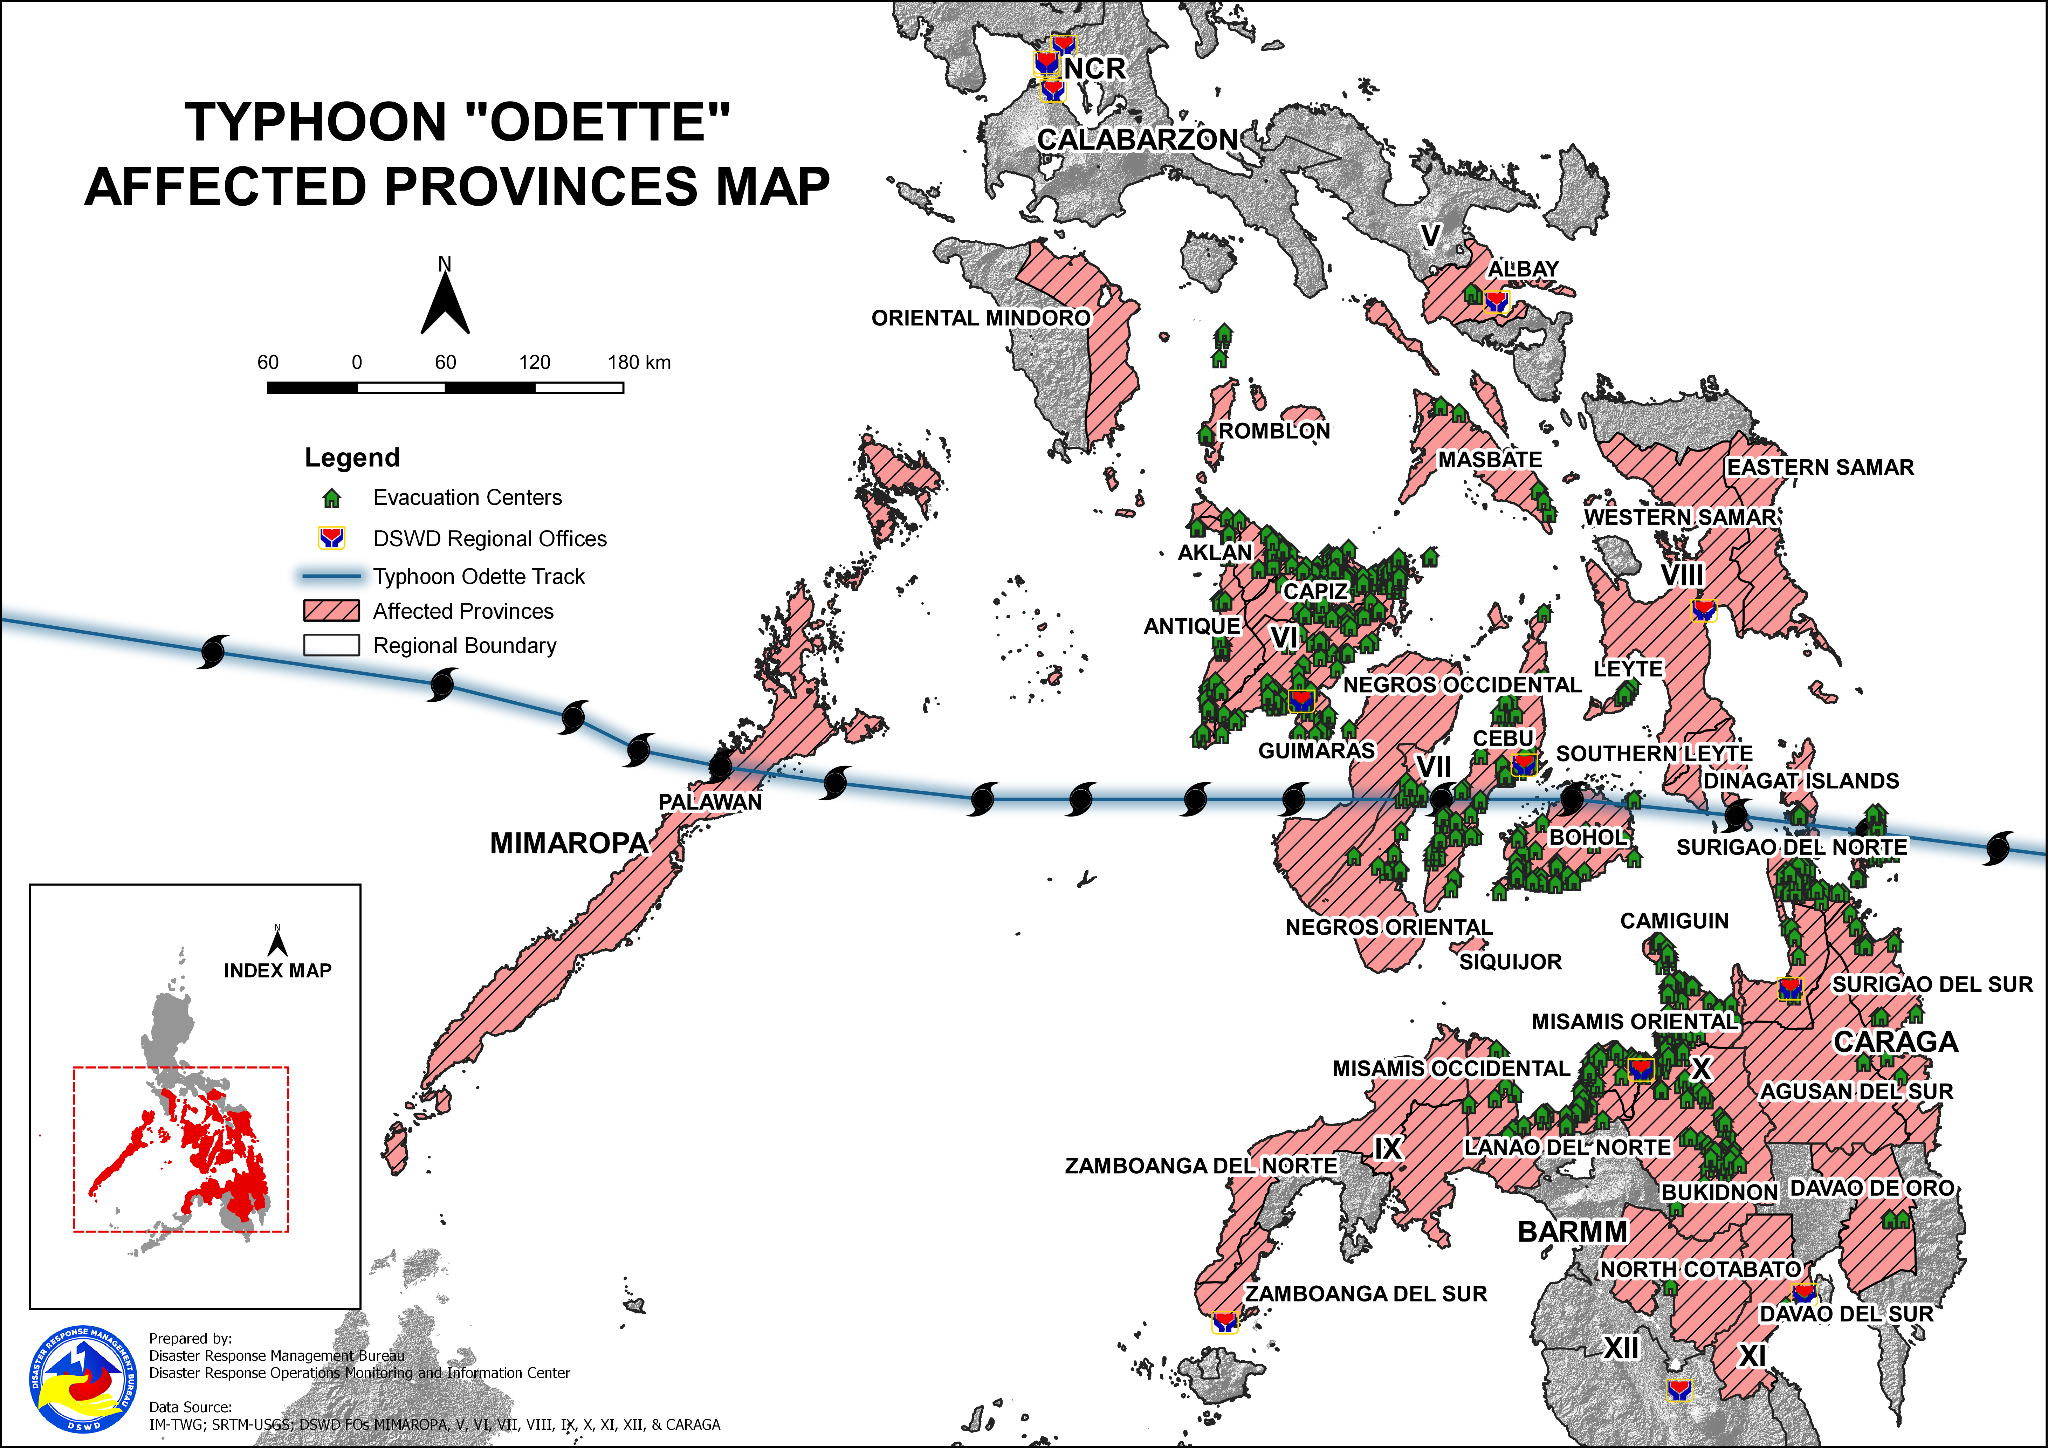 TYPHOON "ODETTE"
AFFECTED PROVINCES MAP
N
60 0 60 120 180 km
Legend
Evacuation Centers
DSWD Regional Offices
Typhoon Odette Track
Affected Provinces
Regional Boundary
NCR
CALABARZON
V
ALBAY
ORIENTAL MINDORO
ROMBLON
MASBATE
EASTERN SAMAR
WESTERN SAMAR
AKLAN
VIII
CAPIZ
ANTIQUE
VI
LEYTE
NEGROS OCCIDENTAL
CEBU
GUIMARAS
SOUTHERN LEYTE
VII
DINAGAT ISLANDS
PALAWAN
MIMAROPA
BOHOL
SURIGAO DEL NORTE
NEGROS ORIENTAL
CAMIGUIN
SIQUIJOR
SURIGAO DEL SUR
MISAMIS ORIENTAL
CARAGA
MISAMIS OCCIDENTAL
X
AGUSAN DEL SUR
IX
LANAO DEL NORTE
ZAMBOANGA DEL NORTE
BUKIDNON
DAVAO DE ORO
BARMM
NORTH COTABATO
ZAMBOANGA DEL SUR
DAVAO DEL SUR
XII
XI
N
INDEX MAP
DISASTER RESPONSE MANAGEMENT BUREAU
DSWD
Prepared by:
Disaster Response Management Bureau
Disaster Response Operations Monitoring and Information Center
Data Source:
IM-TWG; SRTM-USGS; DSWD FOs MIMAROPA, V, VI, VII, VIII, IX, X, XI, XII, & CARAGA